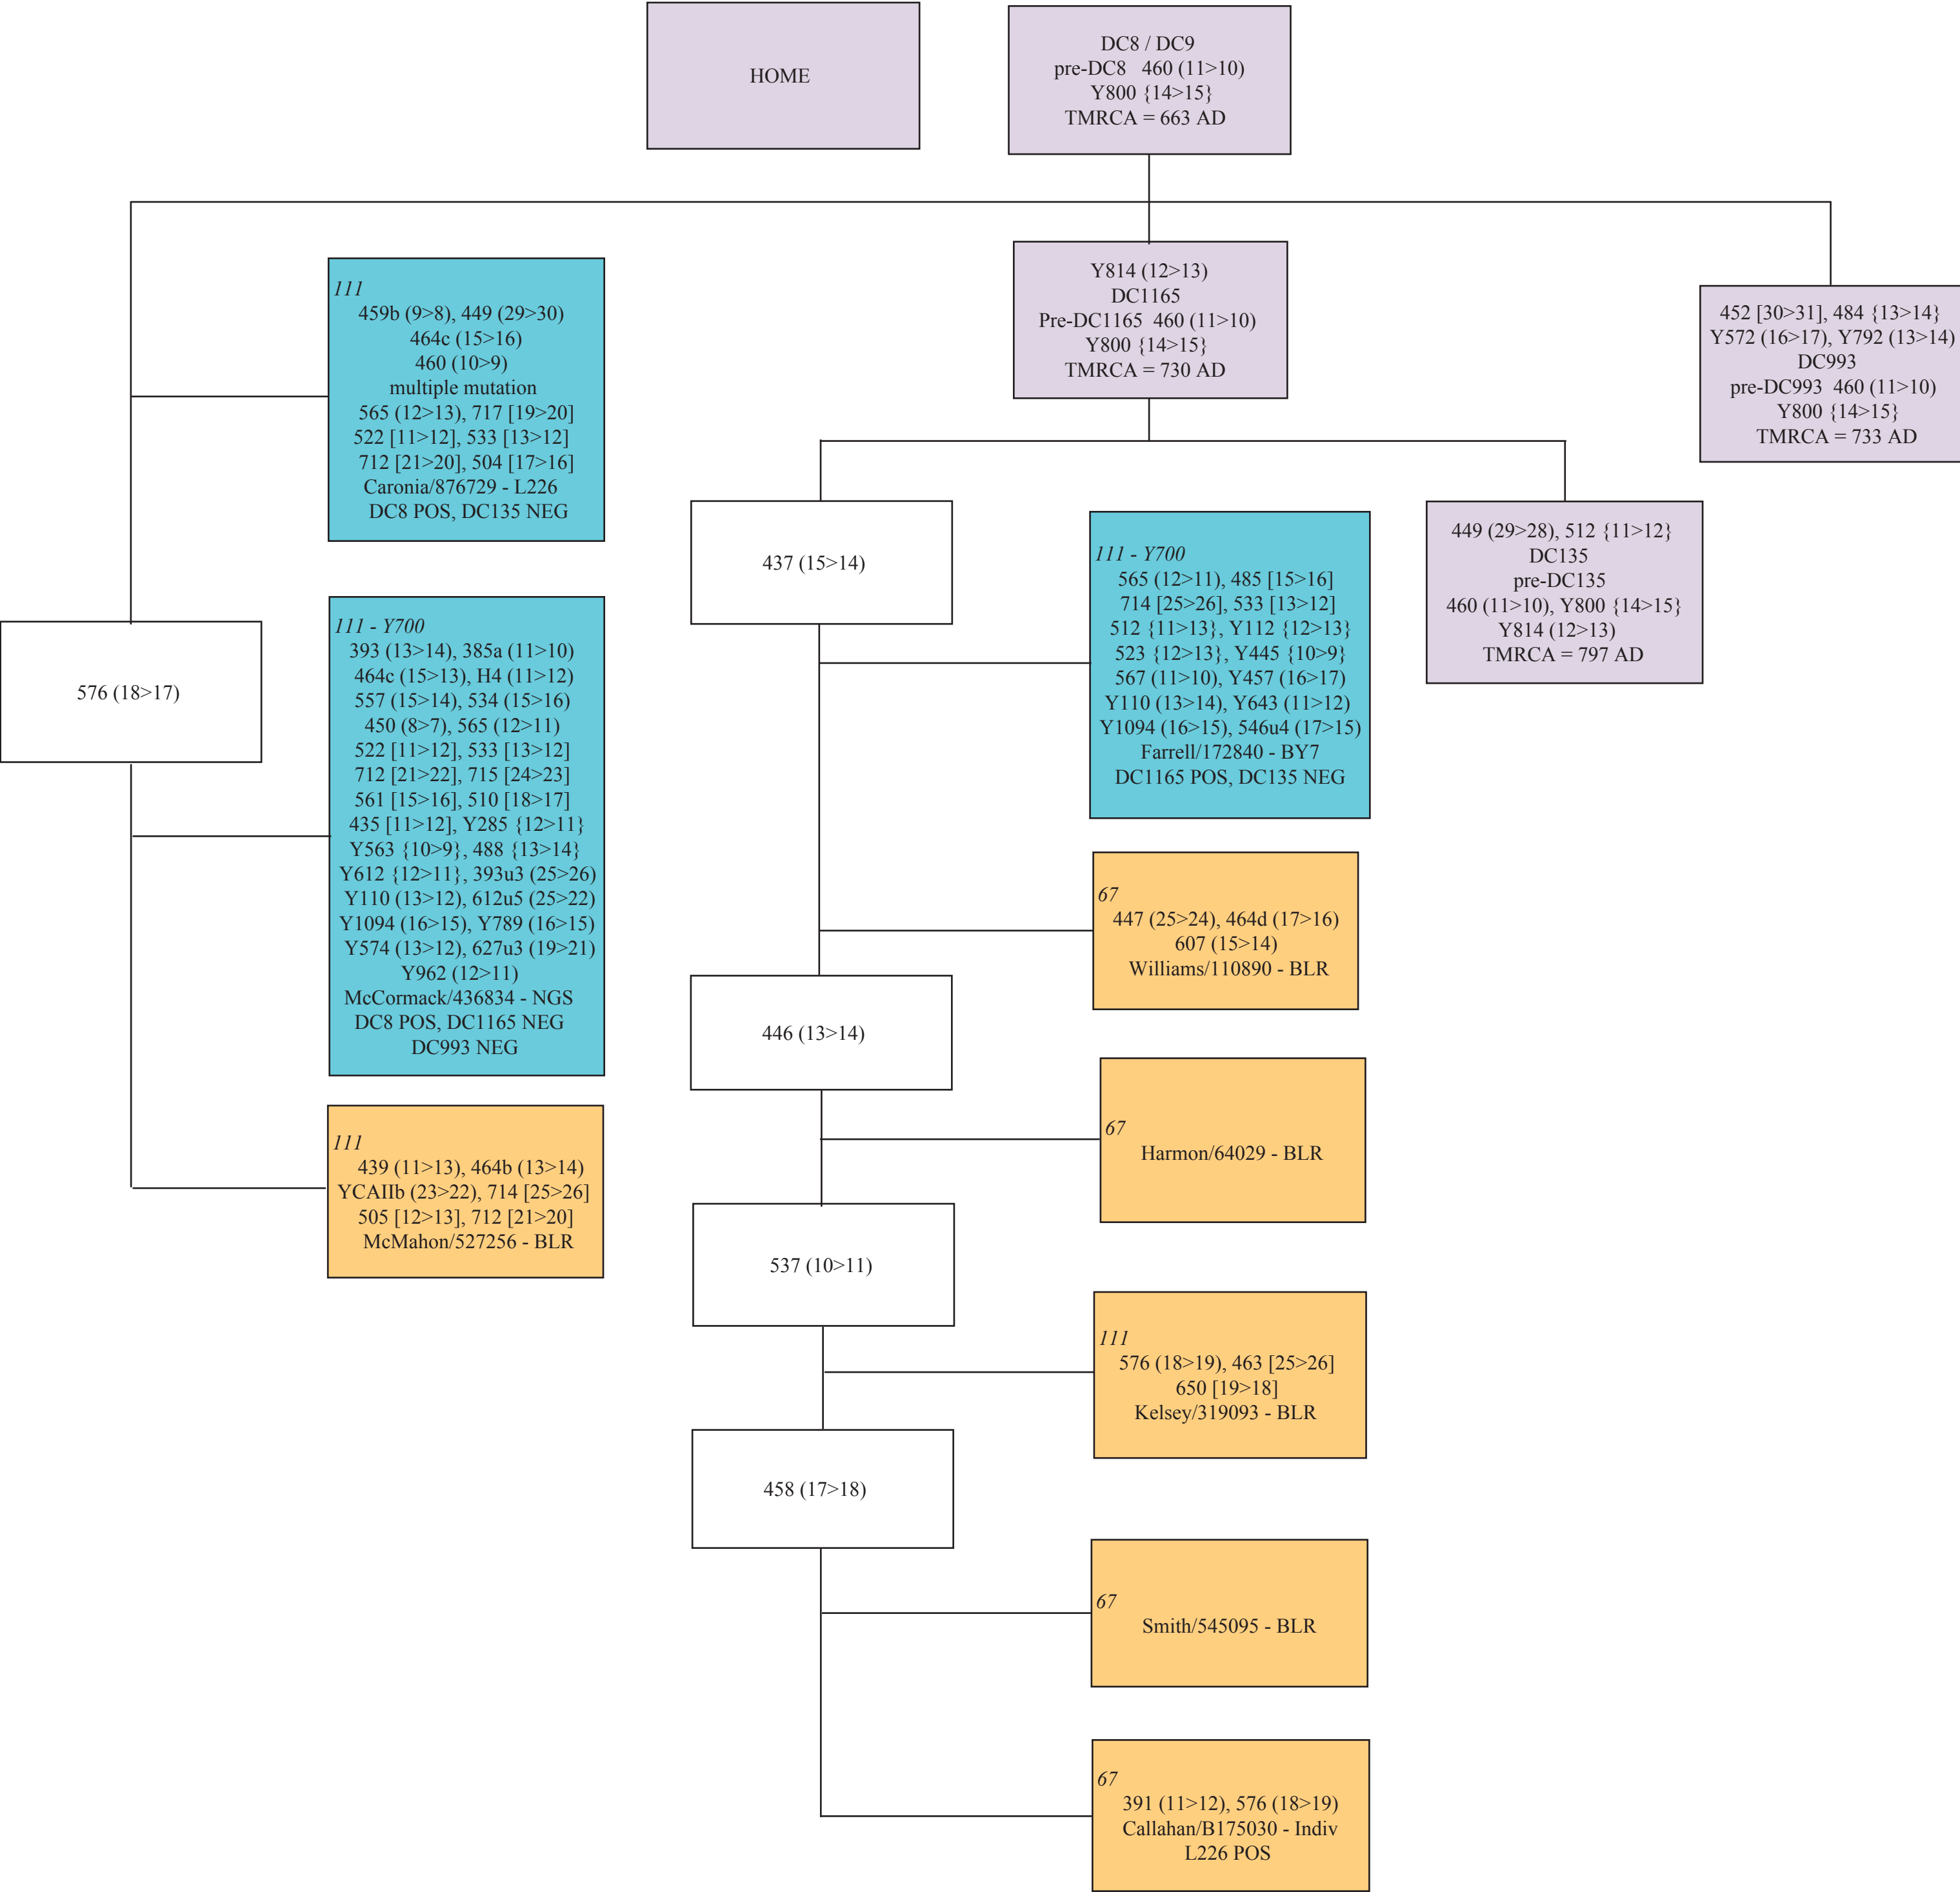 HOME
DC8 / DC9
pre-DC8 460 (11>10)
Y800 {14>15}
TMRCA = 663 AD
111
459b (9>8), 449 (29>30)
464c (15>16)
460 (10>9)
multiple mutation
565 (12>13), 717 [19>20]
522 [11>12], 533 [13>12]
712 [21>20], 504 [17>16]
Caronia/876729 - L226
DC8 POS, DC135 NEG
Y814 (12>13)
DC1165
Pre-DC1165 460 (11>10)
Y800 {14>15}
TMRCA = 730 AD
452 [30>31], 484 {13>14}
Y572 (16>17), Y792 (13>14)
DC993
pre-DC993 460 (11>10)
Y800 {14>15}
TMRCA = 733 AD
437 (15>14)
111 - Y700
565 (12>11), 485 [15>16]
714 [25>26], 533 [13>12]
512 {11>13}, Y112 {12>13}
523 {12>13}, Y445 {10>9}
567 (11>10), Y457 (16>17)
Y110 (13>14), Y643 (11>12)
Y1094 (16>15), 546u4 (17>15)
Farrell/172840 - BY7
DC1165 POS, DC135 NEG
449 (29>28), 512 {11>12}
DC135
pre-DC135
460 (11>10), Y800 {14>15}
Y814 (12>13)
TMRCA = 797 AD
576 (18>17)
111 - Y700
393 (13>14), 385a (11>10)
464c (15>13), H4 (11>12)
557 (15>14), 534 (15>16)
450 (8>7), 565 (12>11)
522 [11>12], 533 [13>12]
712 [21>22], 715 [24>23]
561 [15>16], 510 [18>17]
435 [11>12], Y285 {12>11}
Y563 {10>9}, 488 {13>14}
Y612 {12>11}, 393u3 (25>26)
Y110 (13>12), 612u5 (25>22)
Y1094 (16>15), Y789 (16>15)
Y574 (13>12), 627u3 (19>21)
Y962 (12>11)
McCormack/436834 - NGS
DC8 POS, DC1165 NEG
DC993 NEG
67
447 (25>24), 464d (17>16)
607 (15>14)
Williams/110890 - BLR
446 (13>14)
67
Harmon/64029 - BLR
111
439 (11>13), 464b (13>14)
YCAIIb (23>22), 714 [25>26]
505 [12>13], 712 [21>20]
McMahon/527256 - BLR
537 (10>11)
111
576 (18>19), 463 [25>26]
650 [19>18]
Kelsey/319093 - BLR
458 (17>18)
67
Smith/545095 - BLR
67
391 (11>12), 576 (18>19)
Callahan/B175030 - Indiv
L226 POS